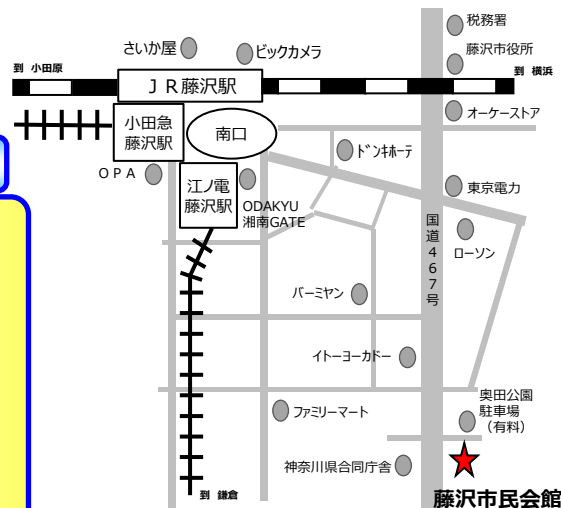 税務署
さいか屋
ビックカメラ
藤沢市役所
到 小田原
到 横浜
JR藤沢駅
オーケーストア
小田急
藤沢駅
南口
ドンキホーテ
OPA
江ノ電
藤沢駅
ODAKYU
湘南GATE
東京電力
国道467号
ローソン
バーミヤン
イトーヨーカドー
奥田公園
駐車場
（有料）
ファミリーマート
神奈川県合同庁舎
到 鎌倉
藤沢市民会館